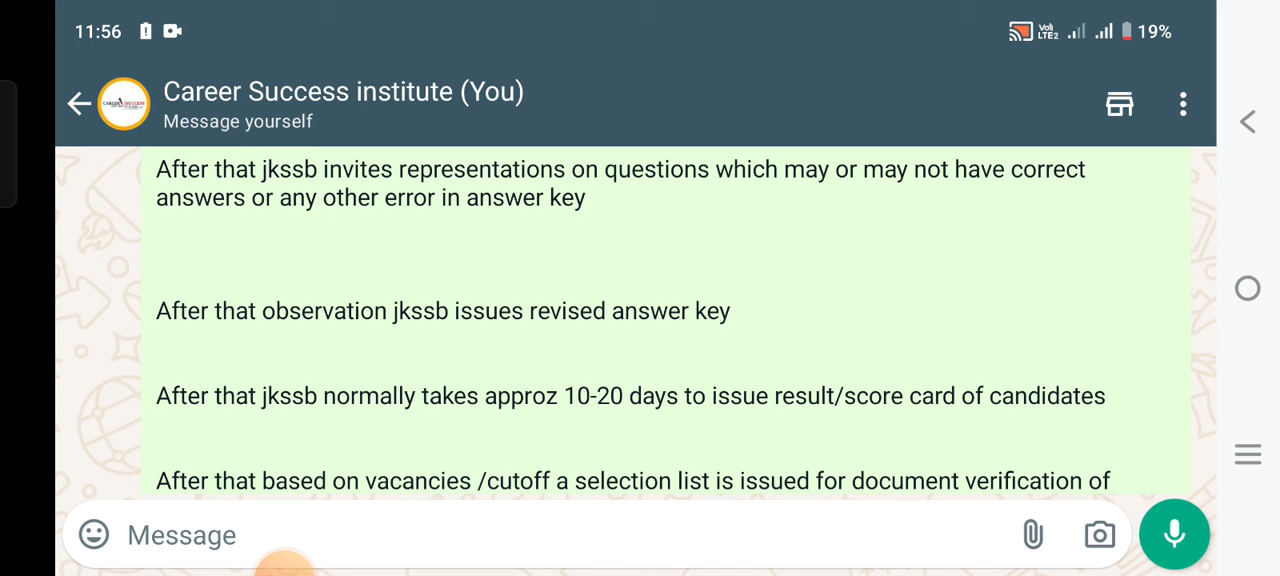 11:56
Vo) LTE2 19%
Career Success institute (You)
Message yourself
After that jkssb invites representations on questions which may or may not have correct
answers or any other error in answer key
After that observation jkssb issues revised answer key
After that jkssb normally takes approz 10-20 days to issue result/score card of candidates
After that based on vacancies /cutoff a selection list is issued for document verification of
Message